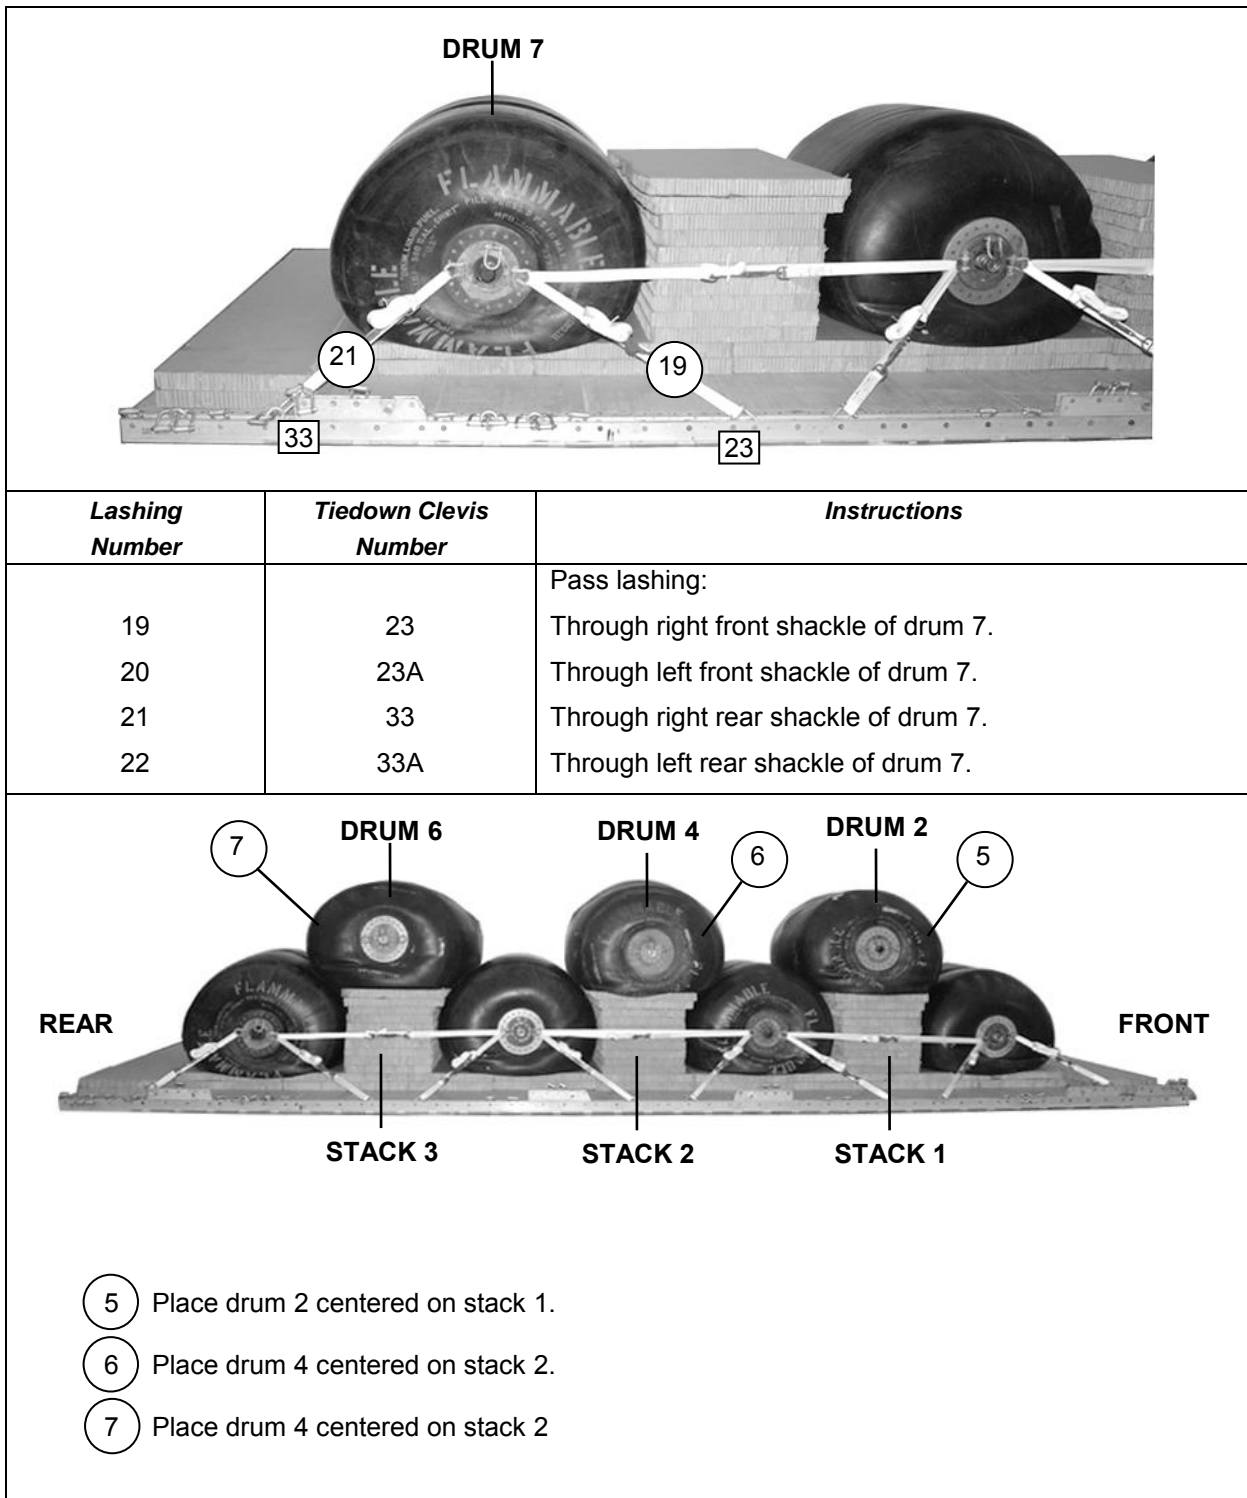 DRUM 7
FLAMMABLE
FLAMMABLE
21
19
33
23
Lashing Number
Tiedown Clevis Number
Instructions
Pass lashing:
19 23 Through right front shackle of drum 7.
20 23A Through left front shackle of drum 7.
21 33 Through right rear shackle of drum 7.
22 33A Through left rear shackle of drum 7.
7
DRUM 6
DRUM 4
6
DRUM 2
5
REAR
FRONT
STACK 3
STACK 2
STACK 1
5 Place drum 2 centered on stack 1.
6 Place drum 4 centered on stack 2.
7 Place drum 4 centered on stack 2